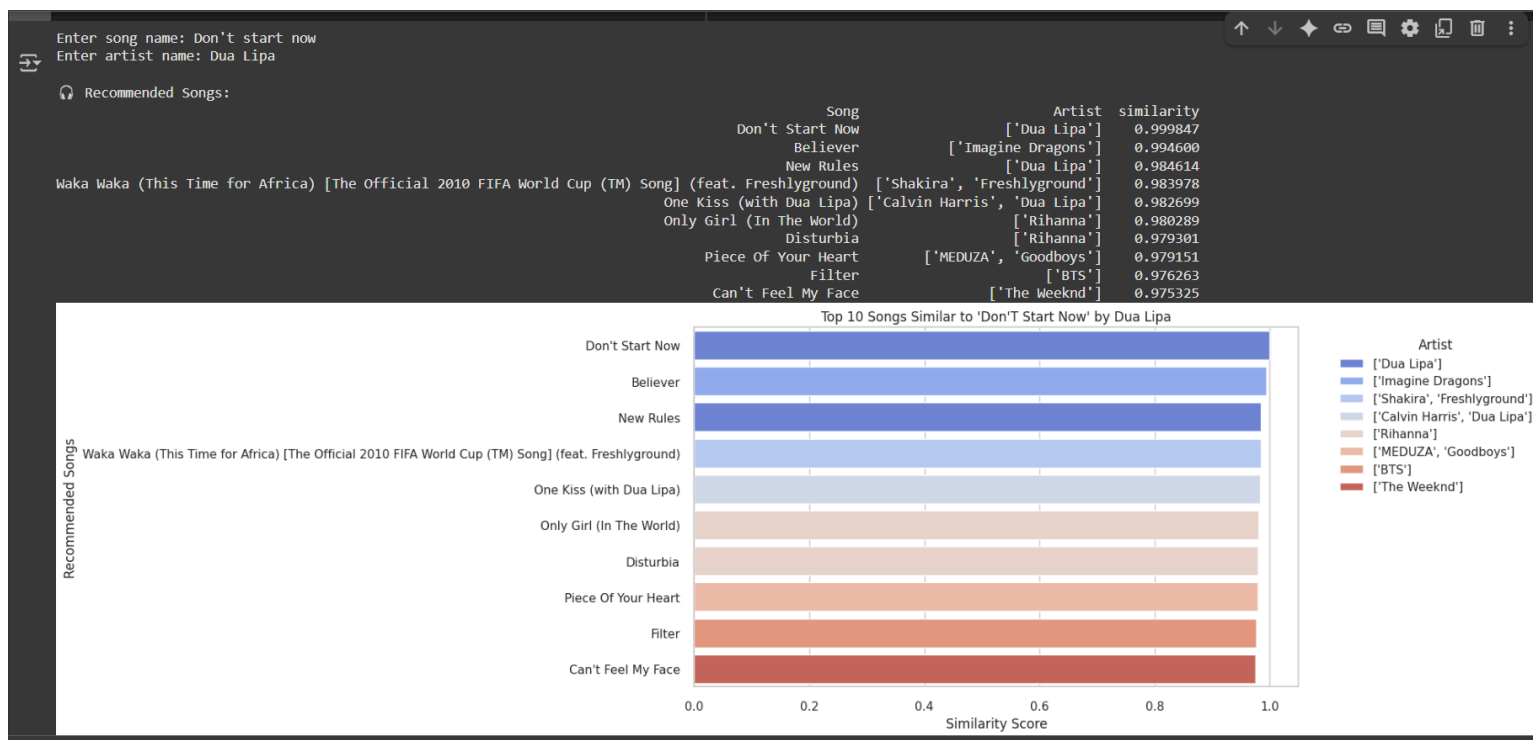 Enter song name: Don't start now
Enter artist name: Dua Lipa
🎧 Recommended Songs:
Song Artist similarity
Don't Start Now ['Dua Lipa'] 0.999847
Believer ['Imagine Dragons'] 0.994600
New Rules ['Dua Lipa'] 0.984614
Waka Waka (This Time for Africa) [The Official 2010 FIFA World Cup (TM) Song] (feat. Freshlyground) ['Shakira', 'Freshlyground'] 0.983978
One Kiss (with Dua Lipa) ['Calvin Harris', 'Dua Lipa'] 0.982699
Only Girl (In The World) ['Rihanna'] 0.980289
Disturbia ['Rihanna'] 0.979301
Piece Of Your Heart ['MEDUZA', 'Goodboys'] 0.979151
Filter ['BTS'] 0.976263
Can't Feel My Face ['The Weeknd'] 0.975325
Top 10 Songs Similar to 'Don'T Start Now' by Dua Lipa
Recommended Songs
Don't Start Now
Believer
New Rules
Waka Waka (This Time for Africa) [The Official 2010 FIFA World Cup (TM) Song] (feat. Freshlyground)
One Kiss (with Dua Lipa)
Only Girl (In The World)
Disturbia
Piece Of Your Heart
Filter
Can't Feel My Face
0.0 0.2 0.4 0.6 0.8 1.0
Similarity Score
Artist
['Dua Lipa']
['Imagine Dragons']
['Shakira', 'Freshlyground']
['Calvin Harris', 'Dua Lipa']
['Rihanna']
['MEDUZA', 'Goodboys']
['BTS']
['The Weeknd']